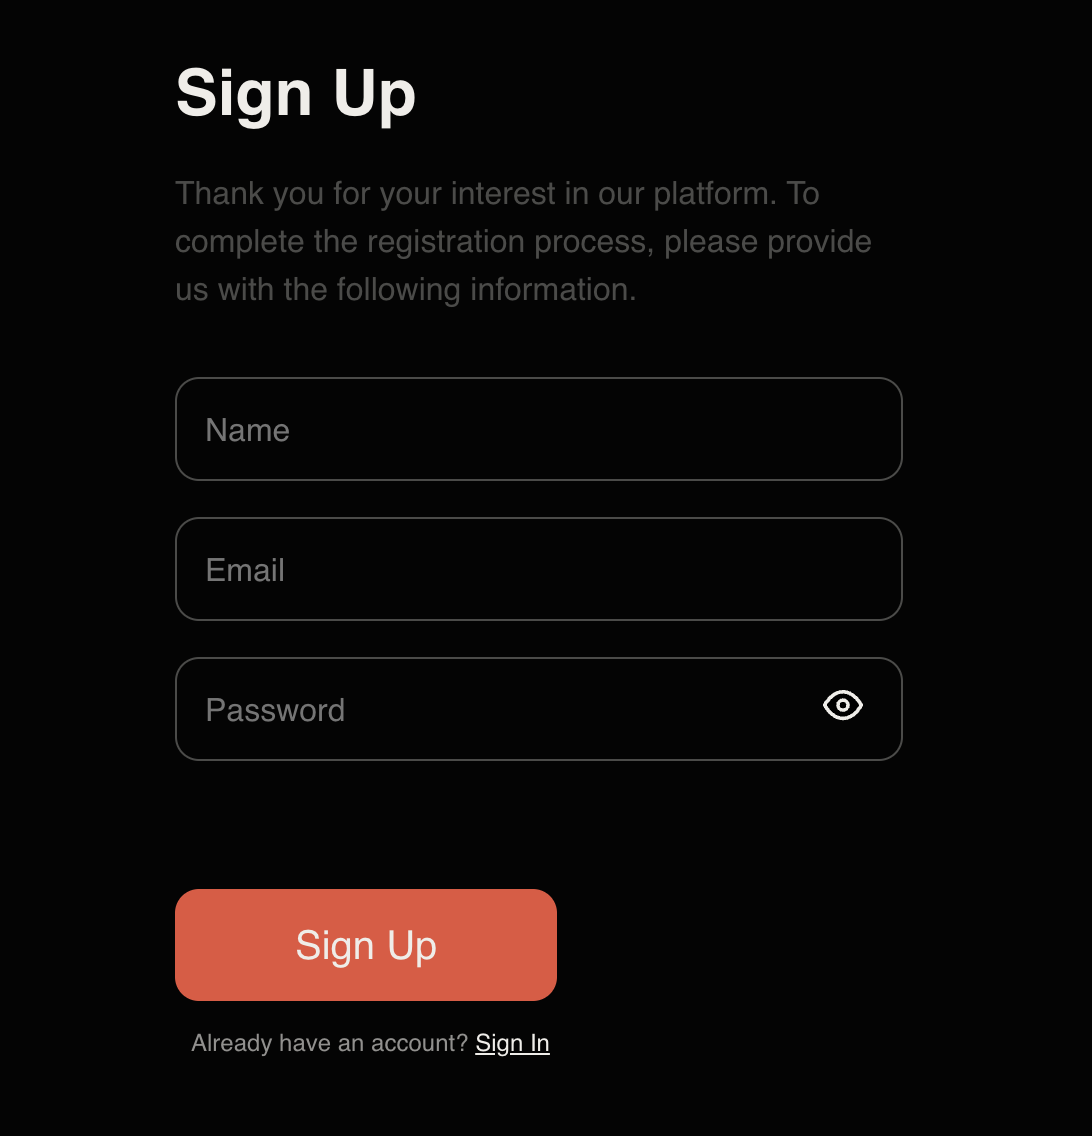 Sign Up
Thank you for your interest in our platform. To
complete the registration process, please provide
us with the following information.
Name
Email
Password
Sign Up
Already have an account? Sign In